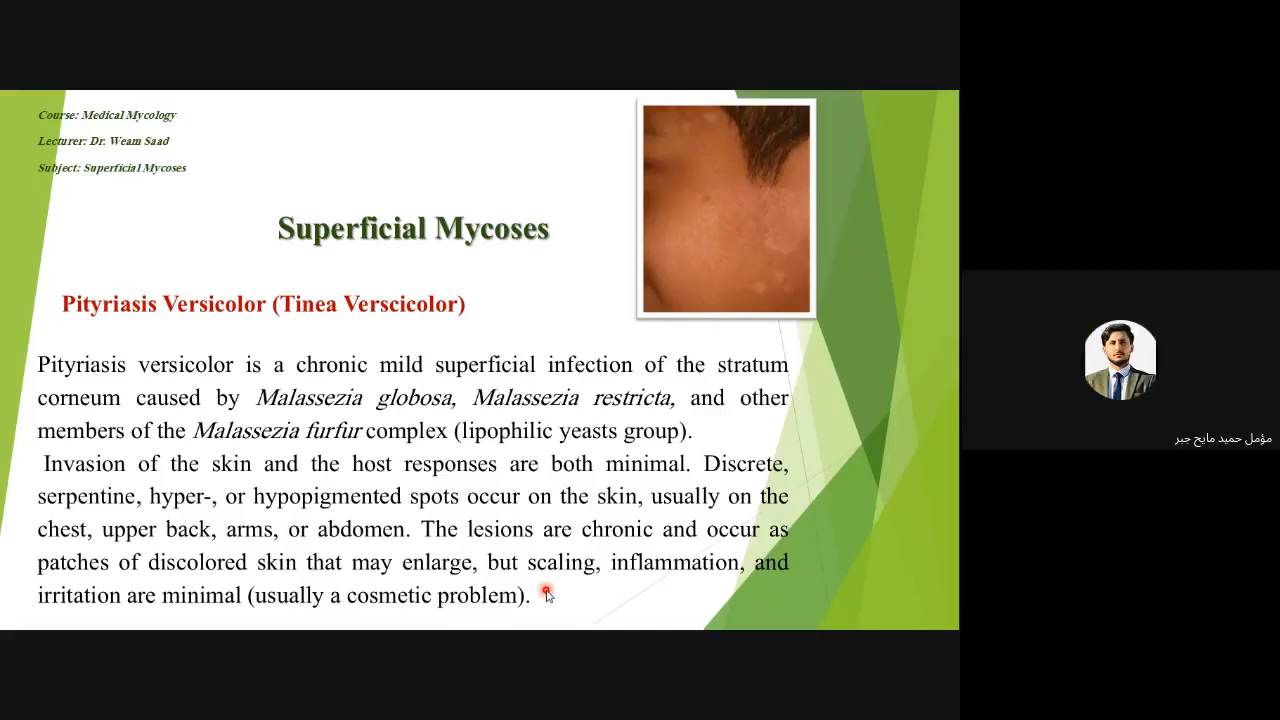 Course: Medical Mycology
Lecturer: Dr. Weam Saad
Subject: Superficial Mycoses
Superficial Mycoses
Pityriasis Versicolor (Tinea Verscicolor)
Pityriasis versicolor is a chronic mild superficial infection of the stratum
corneum caused by Malassezia globosa, Malassezia restricta, and other
members of the Malassezia furfur complex (lipophilic yeasts group).
Invasion of the skin and the host responses are both minimal. Discrete,
serpentine, hyper-, or hypopigmented spots occur on the skin, usually on the
chest, upper back, arms, or abdomen. The lesions are chronic and occur as
patches of discolored skin that may enlarge, but scaling, inflammation, and
irritation are minimal (usually a cosmetic problem).
مؤمل حميد مايح جبر